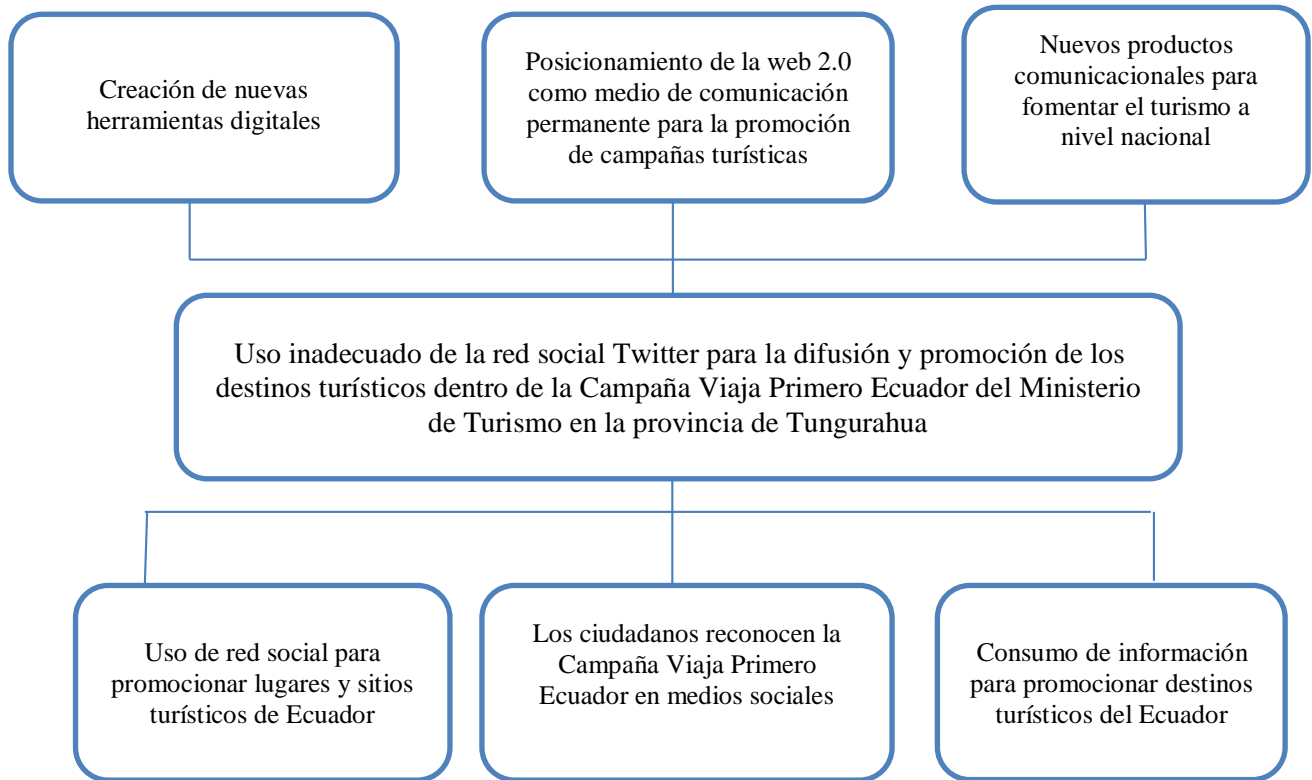 Creación de nuevas
herramientas digitales
Posicionamiento de la web 2.0
como medio de comunicación
permanente para la promoción
de campañas turísticas
Nuevos productos
comunicacionales para
fomentar el turismo a
nivel nacional
Uso inadecuado de la red social Twitter para la difusión y promoción de los
destinos turísticos dentro de la Campaña Viaja Primero Ecuador del Ministerio
de Turismo en la provincia de Tungurahua
Uso de red social para
promocionar lugares y sitios
turísticos de Ecuador
Los ciudadanos reconocen la
Campaña Viaja Primero
Ecuador en medios sociales
Consumo de información
para promocionar destinos
turísticos del Ecuador